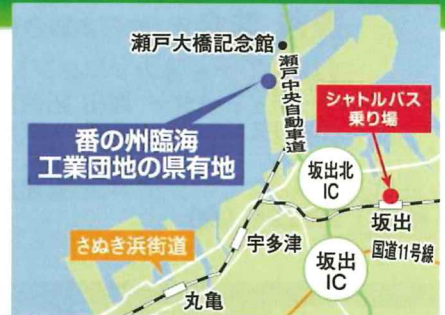 瀬戸大橋記念館
瀬戸中央自動車道
シャトルバス
乗り場
番の州臨海
工業団地の県有地
坂出北
IC
坂出
さぬき浜街道
宇多津
国道11号線
坂出
IC
丸亀